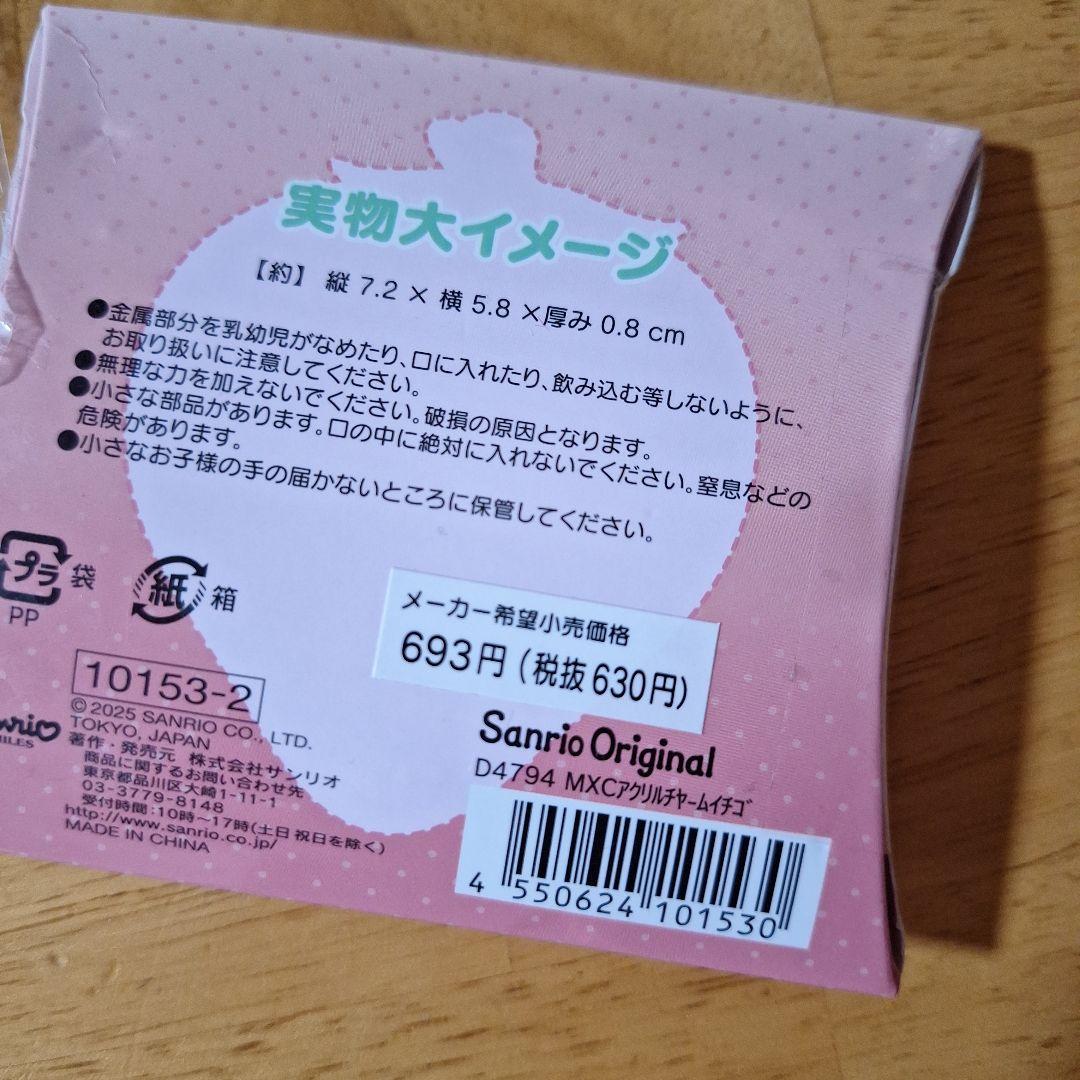 実物大イメージ
【約】 縦 7.2 × 横 5.8 ×厚み 0.8 cm
●金属部分を乳幼児がなめたり、口に入れたり、飲み込む等しないように、
お取り扱いに注意してください。
●無理な力を加えないでください。破損の原因となります。
●小さな部品があります。口の中に絶対に入れないでください。窒息などの
危険があります。
●小さなお子様の手の届かないところに保管してください。
プラ 袋
PP
紙 箱
メーカー希望小売価格
693円(税抜630円)
10153-2
© 2025 SANRIO CO., LTD.
TOKYO, JAPAN
著作・発売元 株式会社サンリオ
商品に関するお問い合わせ先
東京都品川区大崎1-11-1
03-3779-8148
受付時間:10時〜17時(土日祝日を除く)
http://www.sanrio.co.jp/
MADE IN CHINA
Sanrio Original
D4794 MXCアクリルチャームイチゴ
4 550624 101530